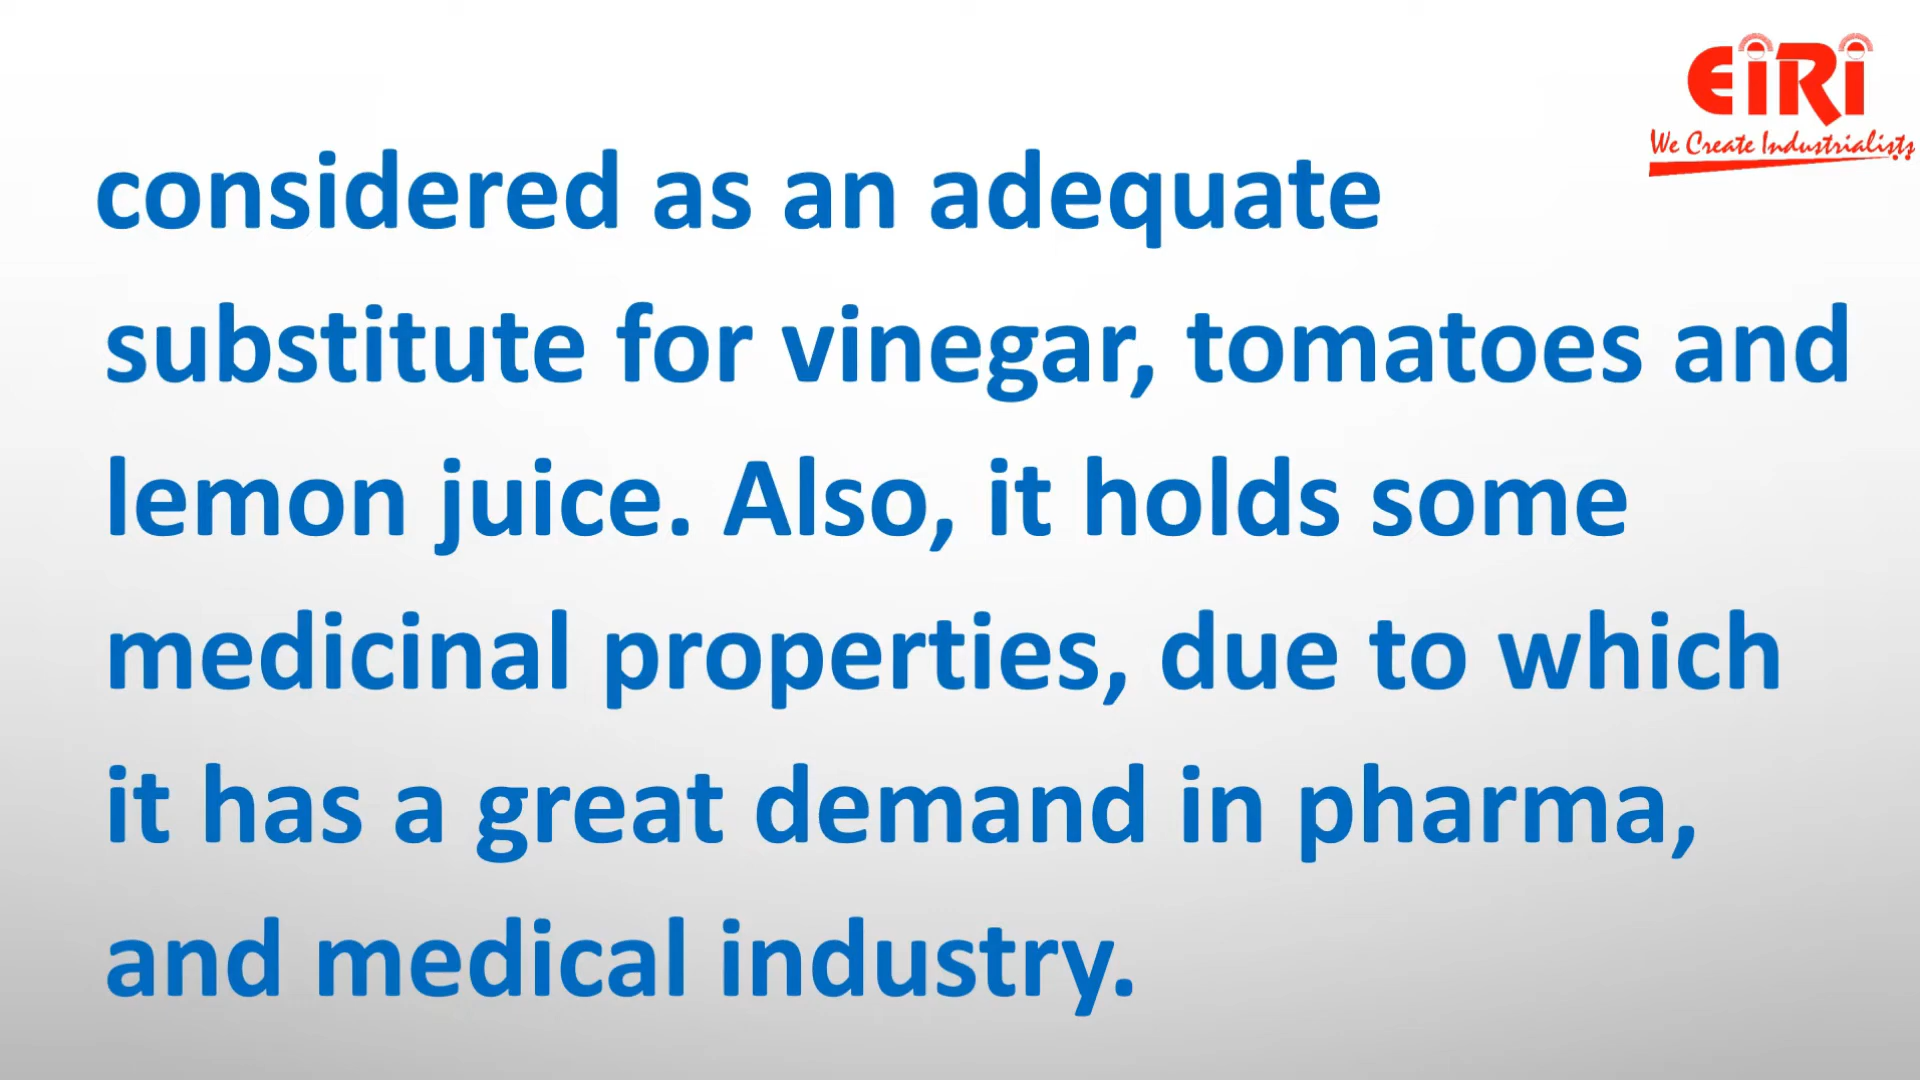 EiRi
We Create Industrialists
considered as an adequate
substitute for vinegar, tomatoes and
lemon juice. Also, it holds some
medicinal properties, due to which
it has a great demand in pharma,
and medical industry.